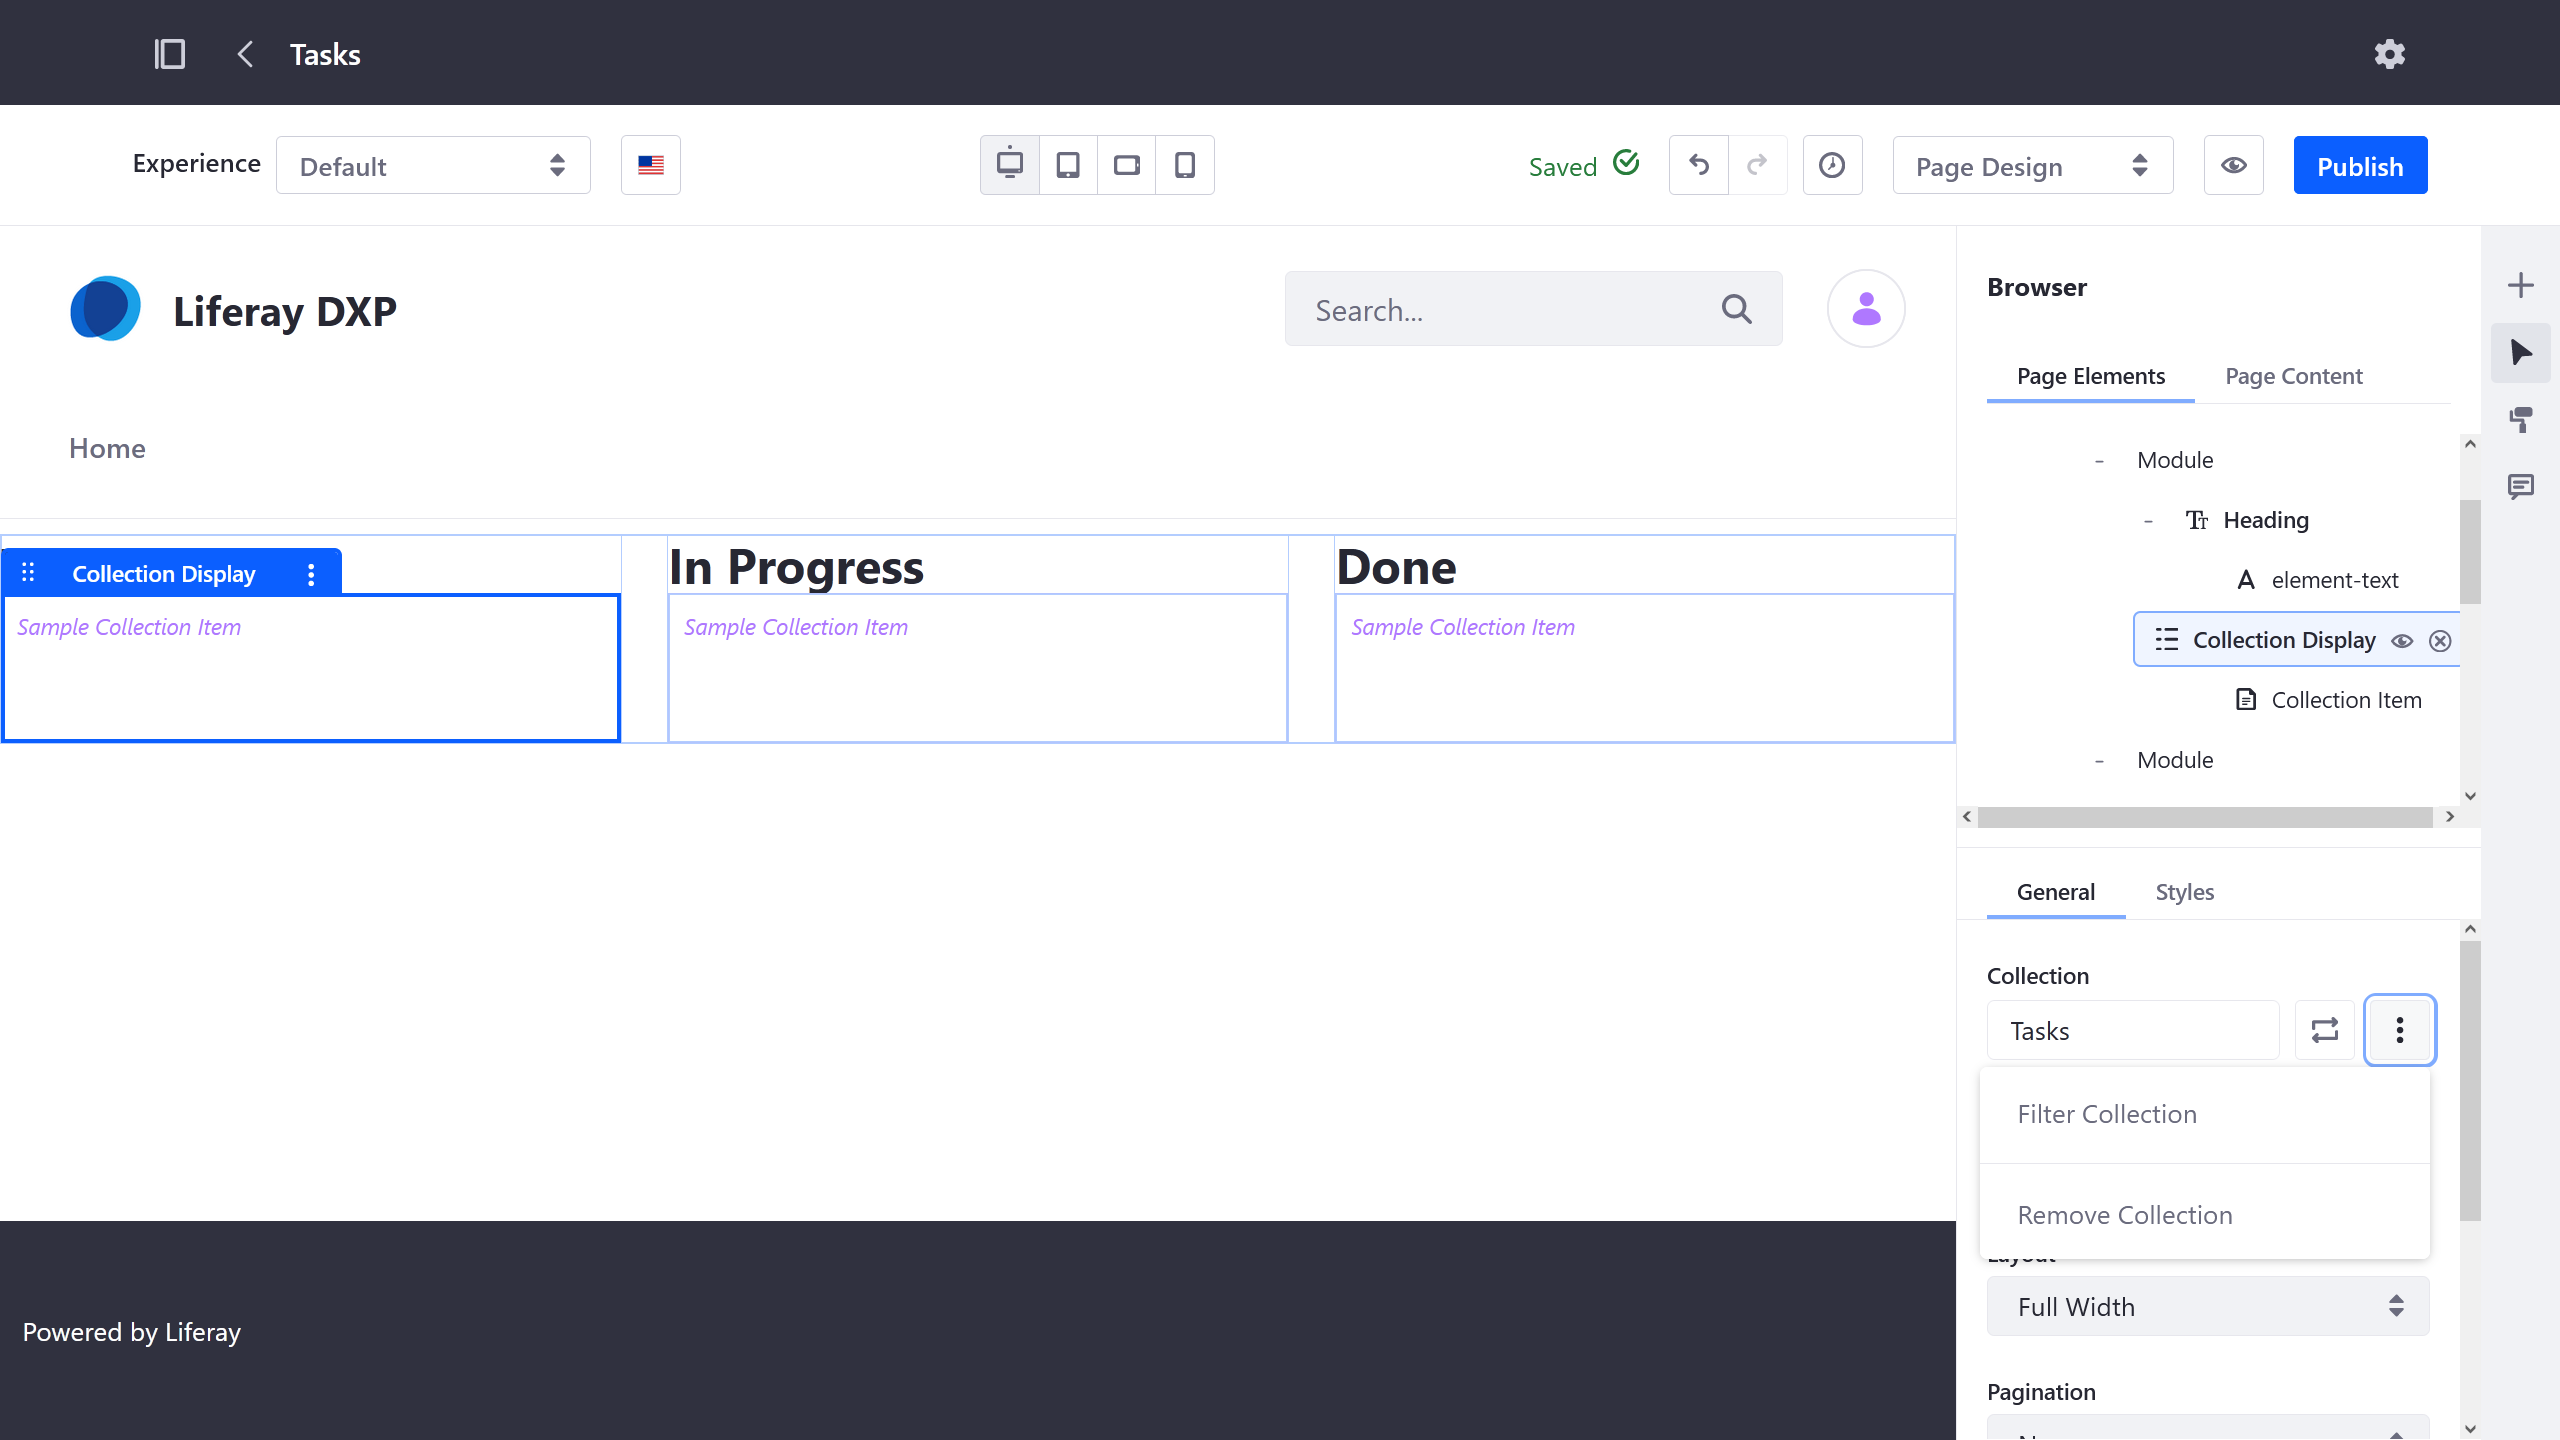 Tasks
Experience
Default
Saved
Page Design
Publish
Liferay DXP
Search...
Home
Collection Display
In Progress
Done
Sample Collection Item
Sample Collection Item
Sample Collection Item
Powered by Liferay
Browser
Page Elements
Page Content
Module
Heading
element-text
Collection Display
Collection Item
Module
General
Styles
Collection
Tasks
Filter Collection
Remove Collection
Layout
Full Width
Pagination